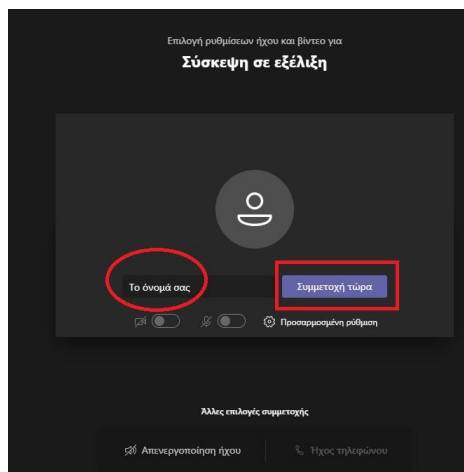 Επιλογή ρυθμίσεων ήχου και βίντεο για
Σύσκεψη σε εξέλιξη
Το όνομά σας
Συμμετοχή τώρα
Προσαρμοσμένη ρύθμιση
Άλλες επιλογές συμμετοχής
Απενεργοποίηση ήχου
Ήχος τηλεφώνου